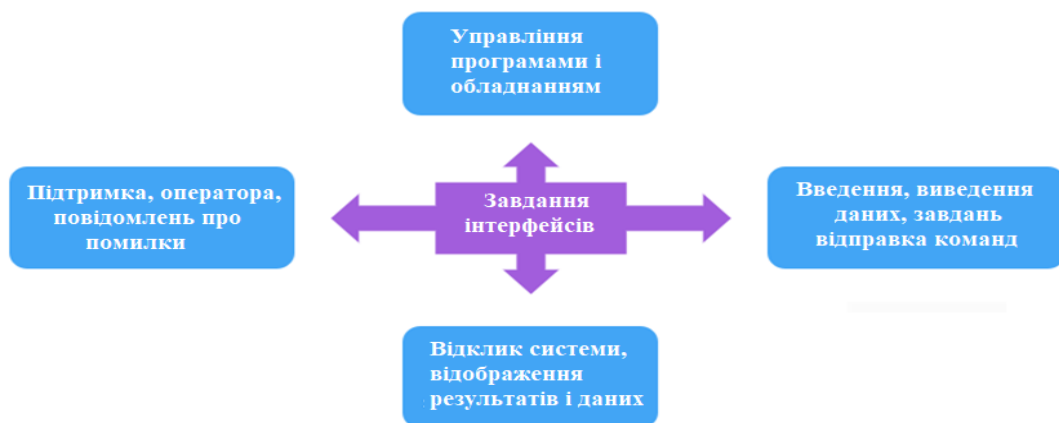 Управління
програмами і
обладнанням
Підтримка, оператора,
повідомлень про
помилки
Завдання
інтерфейсів
Введення, виведення
даних, завдань
відправка команд
Відклик системи,
відображення
результатів і даних